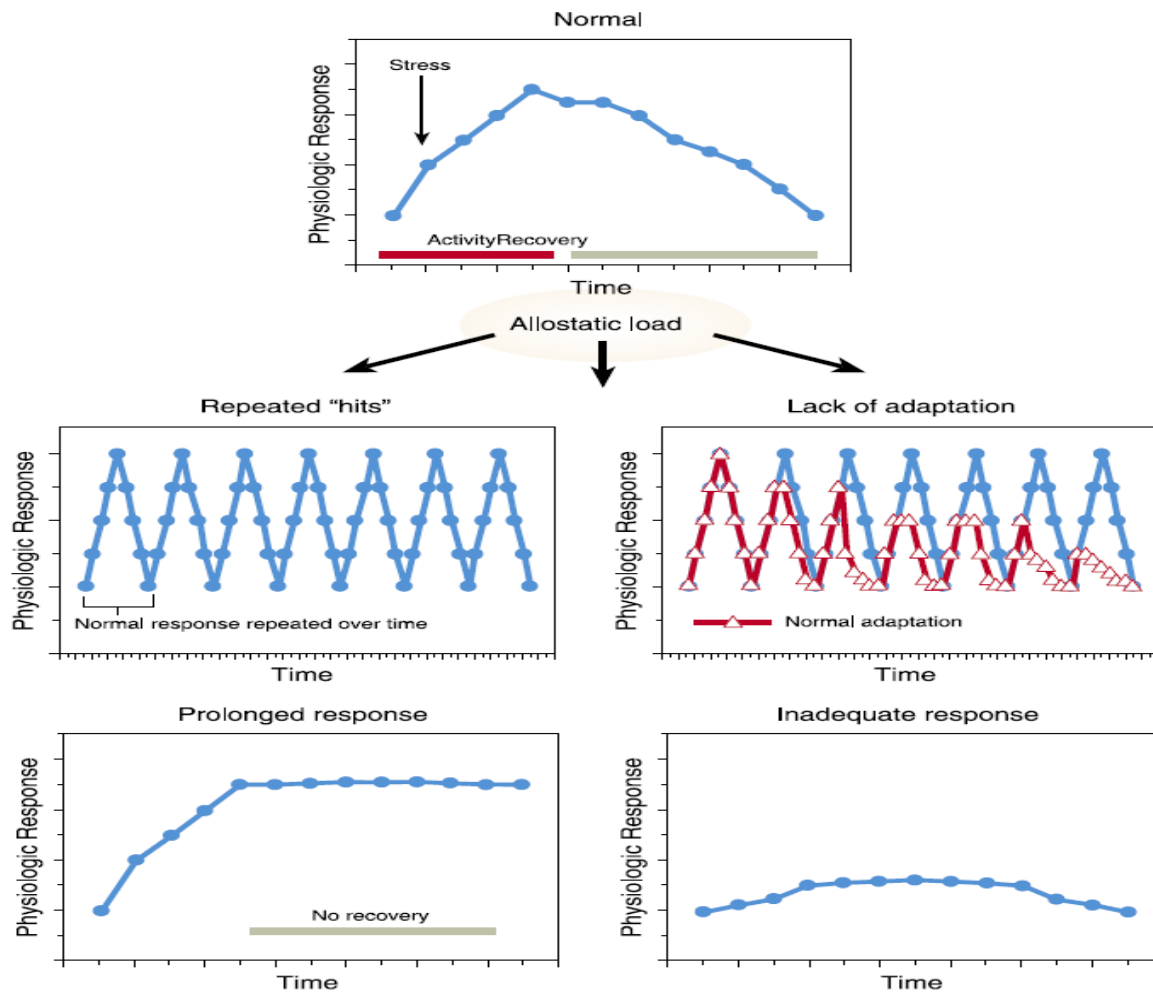 Normal
Physiologic Response
Stress
ActivityRecovery
Time
Allostatic load
Repeated “hits”
Physiologic Response
Normal response repeated over time
Time
Lack of adaptation
Physiologic Response
Normal adaptation
Time
Prolonged response
Physiologic Response
No recovery
Time
Inadequate response
Physiologic Response
Time